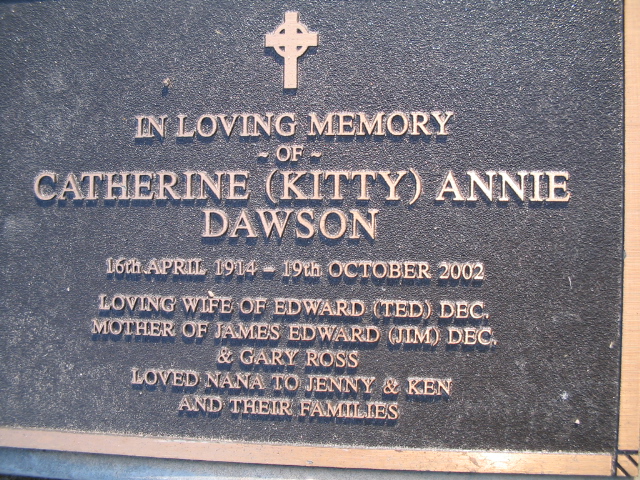 IN LOVING MEMORY
~ OF ~
CATHERINE (KITTY) ANNIE
DAWSON
16th APRIL 1914 - 19th OCTOBER 2002
LOVING WIFE OF EDWARD (TED) DEC.
MOTHER OF JAMES EDWARD (JIM) DEC.
& GARY ROSS
LOVED NANA TO JENNY & KEN
AND THEIR FAMILIES